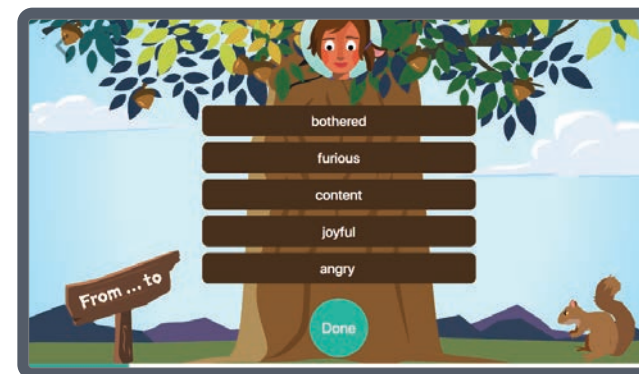 bothered
furious
content
joyful
angry
From ... to
Done